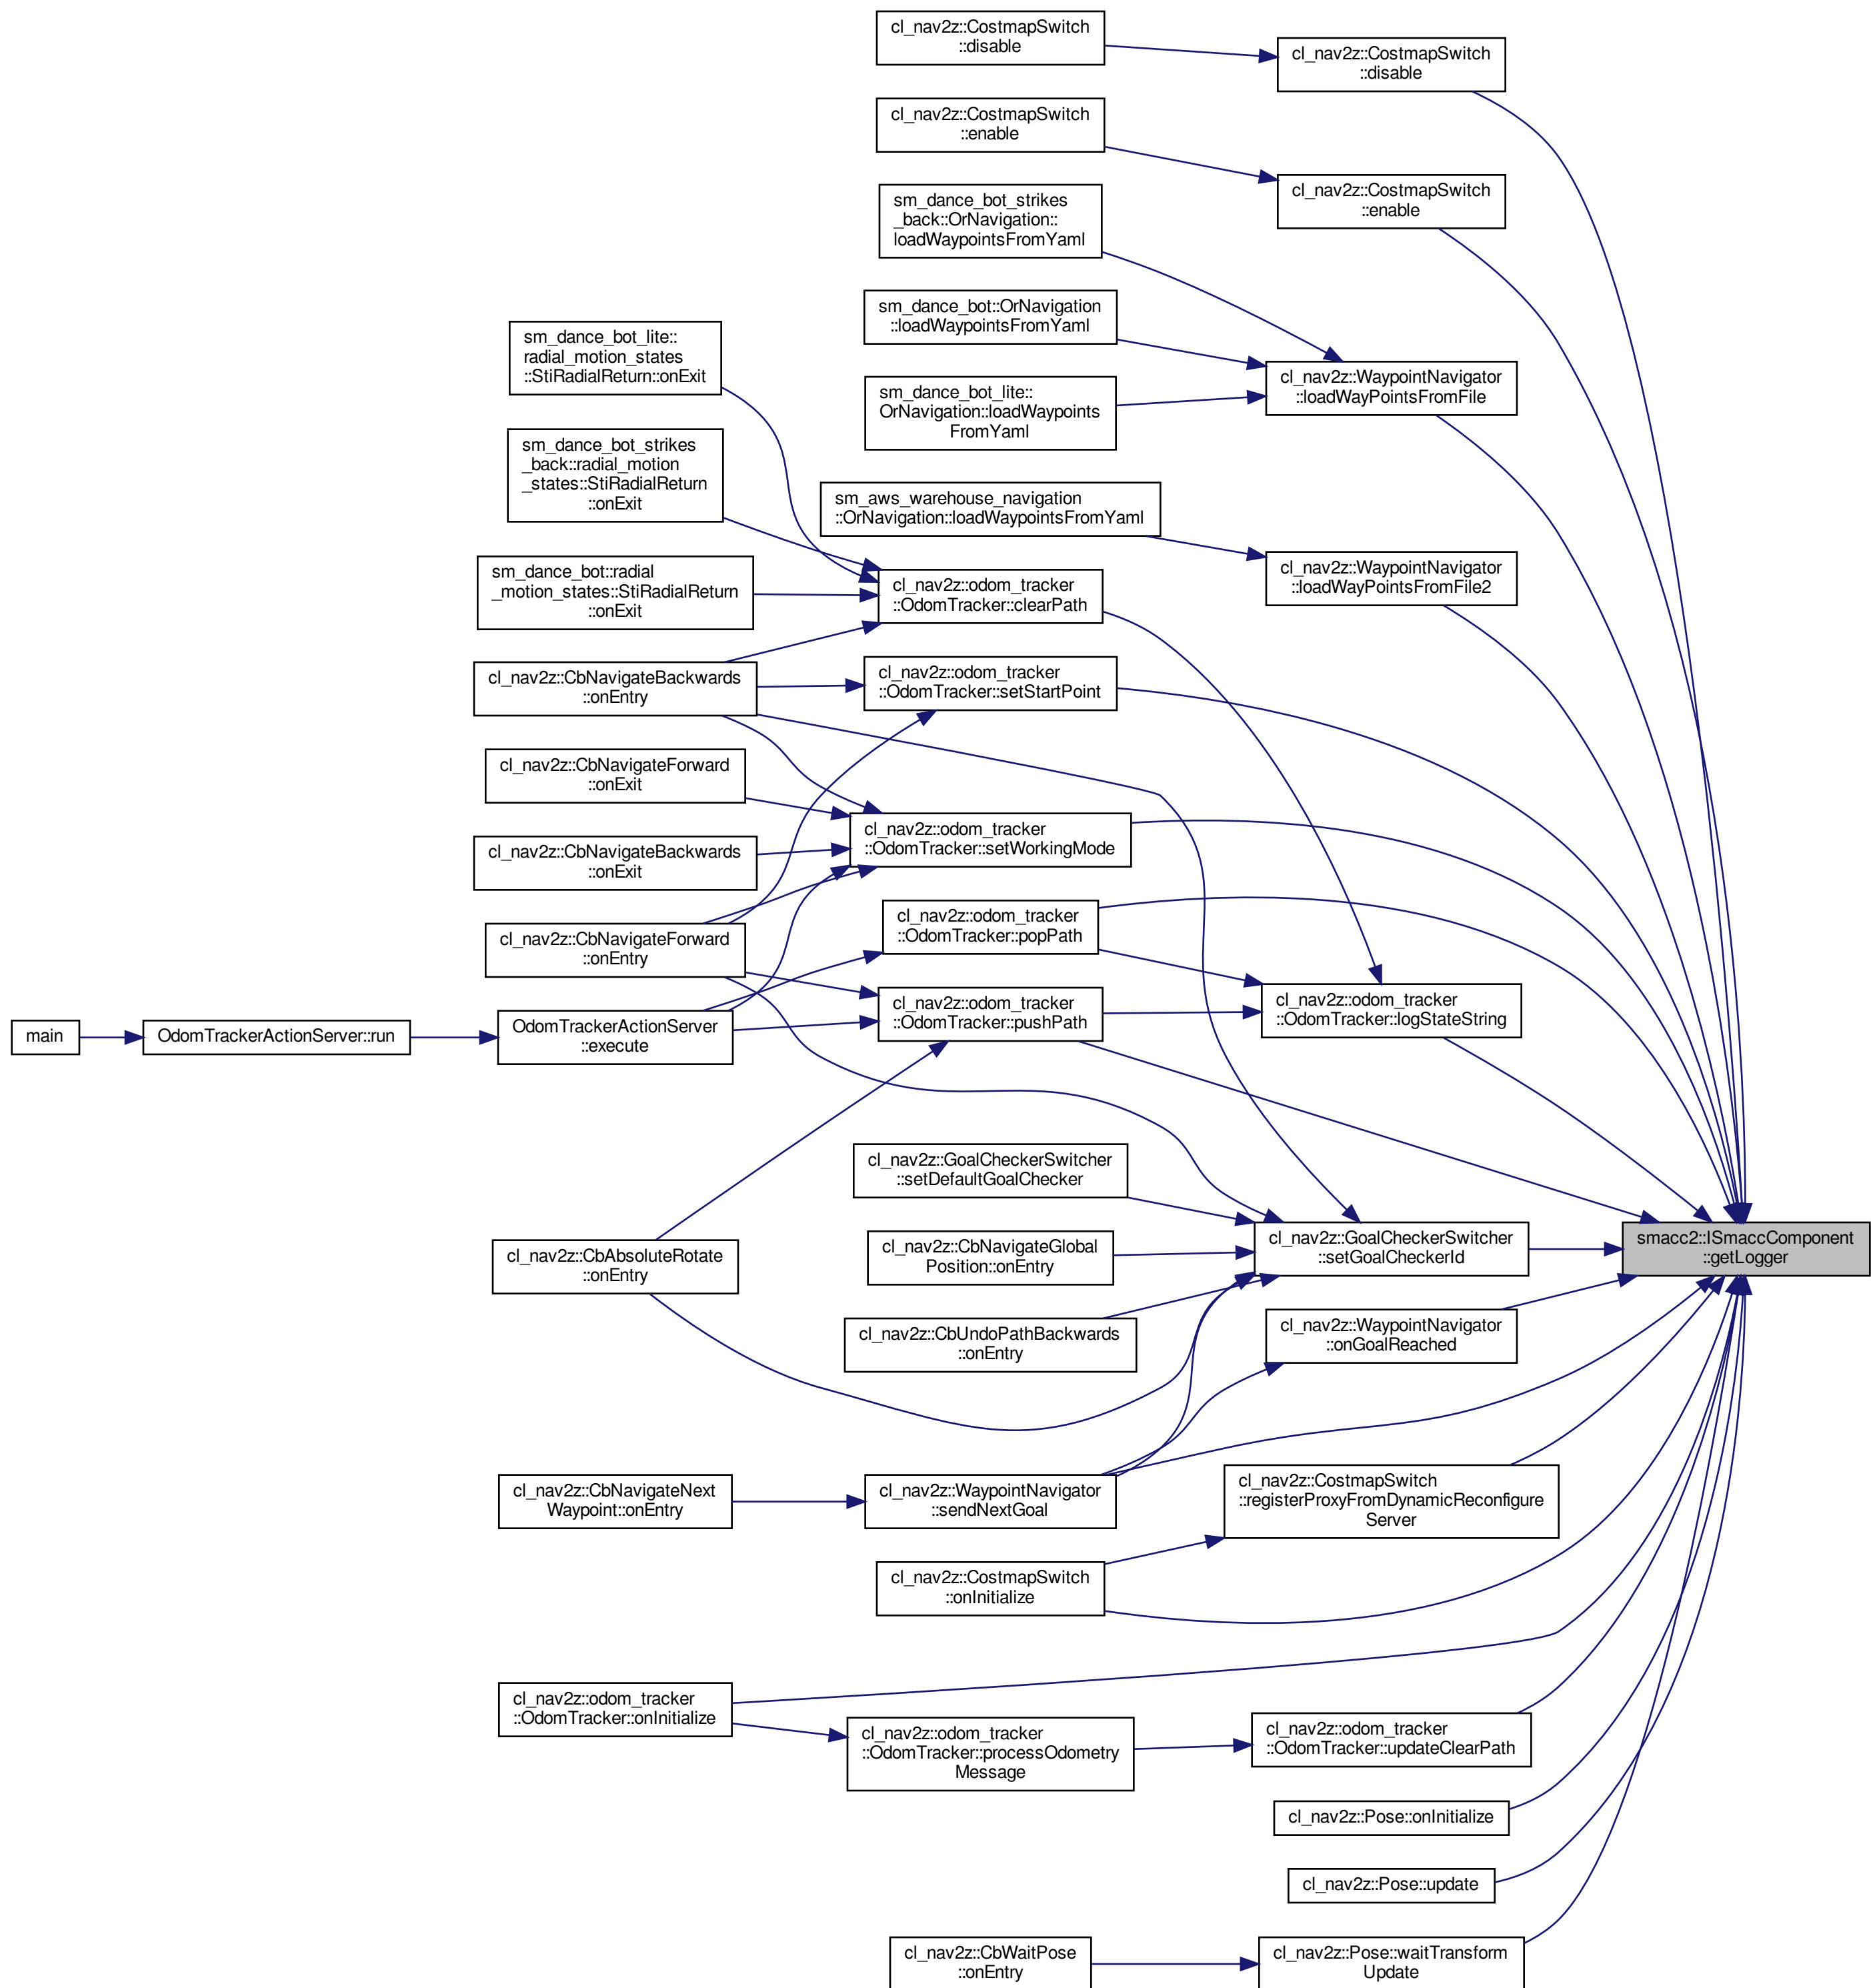 cl_nav2z::CostmapSwitch
::disable
cl_nav2z::CostmapSwitch
::disable
cl_nav2z::CostmapSwitch
::enable
cl_nav2z::CostmapSwitch
::enable
sm_dance_bot_strikes
_back::OrNavigation::
loadWaypointsFromYaml
sm_dance_bot::OrNavigation
::loadWaypointsFromYaml
sm_dance_bot_lite::
radial_motion_states
::StiRadialReturn::onExit
cl_nav2z::WaypointNavigator
::loadWayPointsFromFile
sm_dance_bot_lite::
OrNavigation::loadWaypoints
FromYaml
sm_dance_bot_strikes
_back::radial_motion
_states::StiRadialReturn
::onExit
sm_aws_warehouse_navigation
::OrNavigation::loadWaypointsFromYaml
cl_nav2z::WaypointNavigator
::loadWayPointsFromFile2
sm_dance_bot::radial
_motion_states::StiRadialReturn
::onExit
cl_nav2z::odom_tracker
::OdomTracker::clearPath
cl_nav2z::CbNavigateBackwards
::onEntry
cl_nav2z::odom_tracker
::OdomTracker::setStartPoint
cl_nav2z::CbNavigateForward
::onExit
cl_nav2z::odom_tracker
::OdomTracker::setWorkingMode
cl_nav2z::CbNavigateBackwards
::onExit
cl_nav2z::odom_tracker
::OdomTracker::popPath
cl_nav2z::CbNavigateForward
::onEntry
cl_nav2z::odom_tracker
::OdomTracker::logStateString
cl_nav2z::odom_tracker
::OdomTracker::pushPath
main
OdomTrackerActionServer::run
OdomTrackerActionServer
::execute
cl_nav2z::GoalCheckerSwitcher
::setDefaultGoalChecker
cl_nav2z::GoalCheckerSwitcher
::setGoalCheckerId
smacc2::ISmaccComponent
::getLogger
cl_nav2z::CbNavigateGlobal
Position::onEntry
cl_nav2z::CbAbsoluteRotate
::onEntry
cl_nav2z::CbUndoPathBackwards
::onEntry
cl_nav2z::WaypointNavigator
::onGoalReached
cl_nav2z::CbNavigateNext
Waypoint::onEntry
cl_nav2z::WaypointNavigator
::sendNextGoal
cl_nav2z::CostmapSwitch
::registerProxyFromDynamicReconfigure
Server
cl_nav2z::CostmapSwitch
::onInitialize
cl_nav2z::odom_tracker
::OdomTracker::onInitialize
cl_nav2z::odom_tracker
::OdomTracker::processOdometry
Message
cl_nav2z::odom_tracker
::OdomTracker::updateClearPath
cl_nav2z::Pose::onInitialize
cl_nav2z::Pose::update
cl_nav2z::CbWaitPose
::onEntry
cl_nav2z::Pose::waitTransform
Update